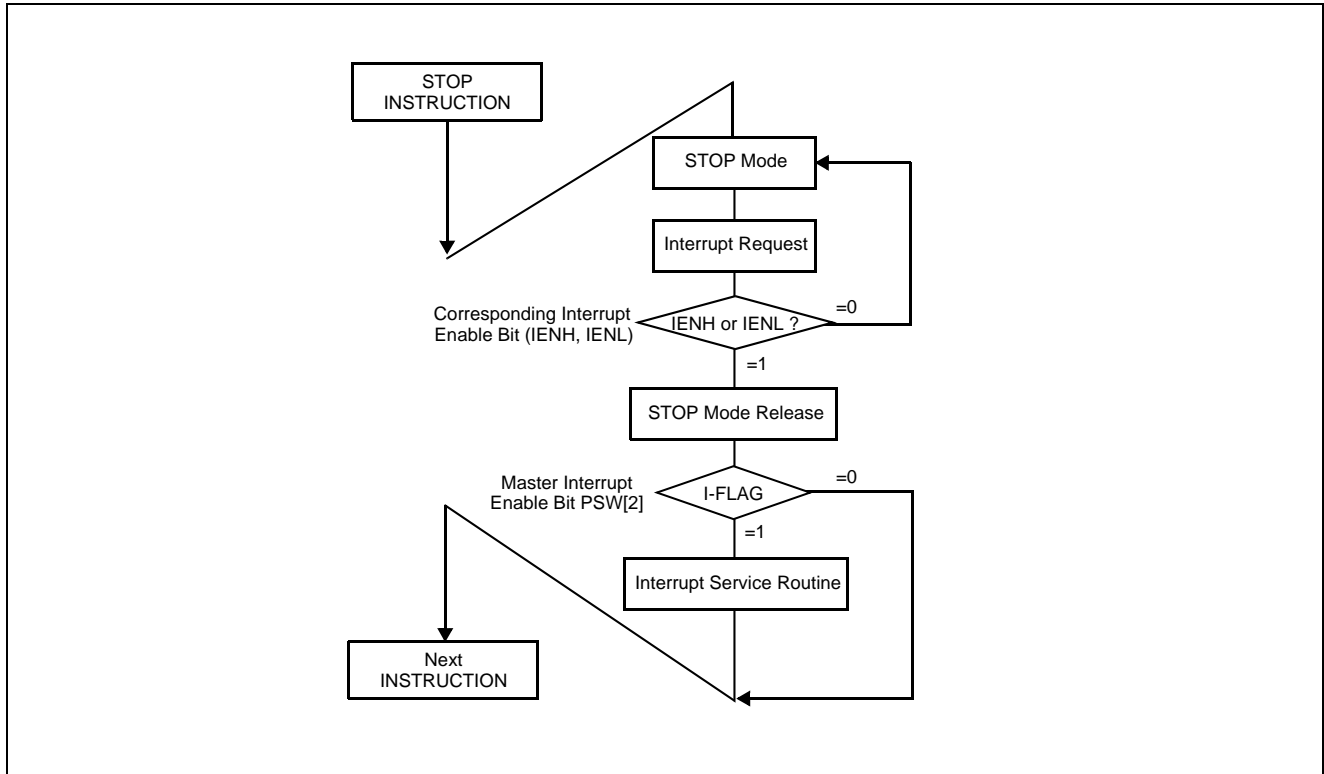 STOP
INSTRUCTION
STOP Mode
Interrupt Request
Corresponding Interrupt
Enable Bit (IENH, IENL)
IENH or IENL ?
=0
=1
STOP Mode Release
Master Interrupt
Enable Bit PSW[2]
I-FLAG
=0
=1
Interrupt Service Routine
Next
INSTRUCTION